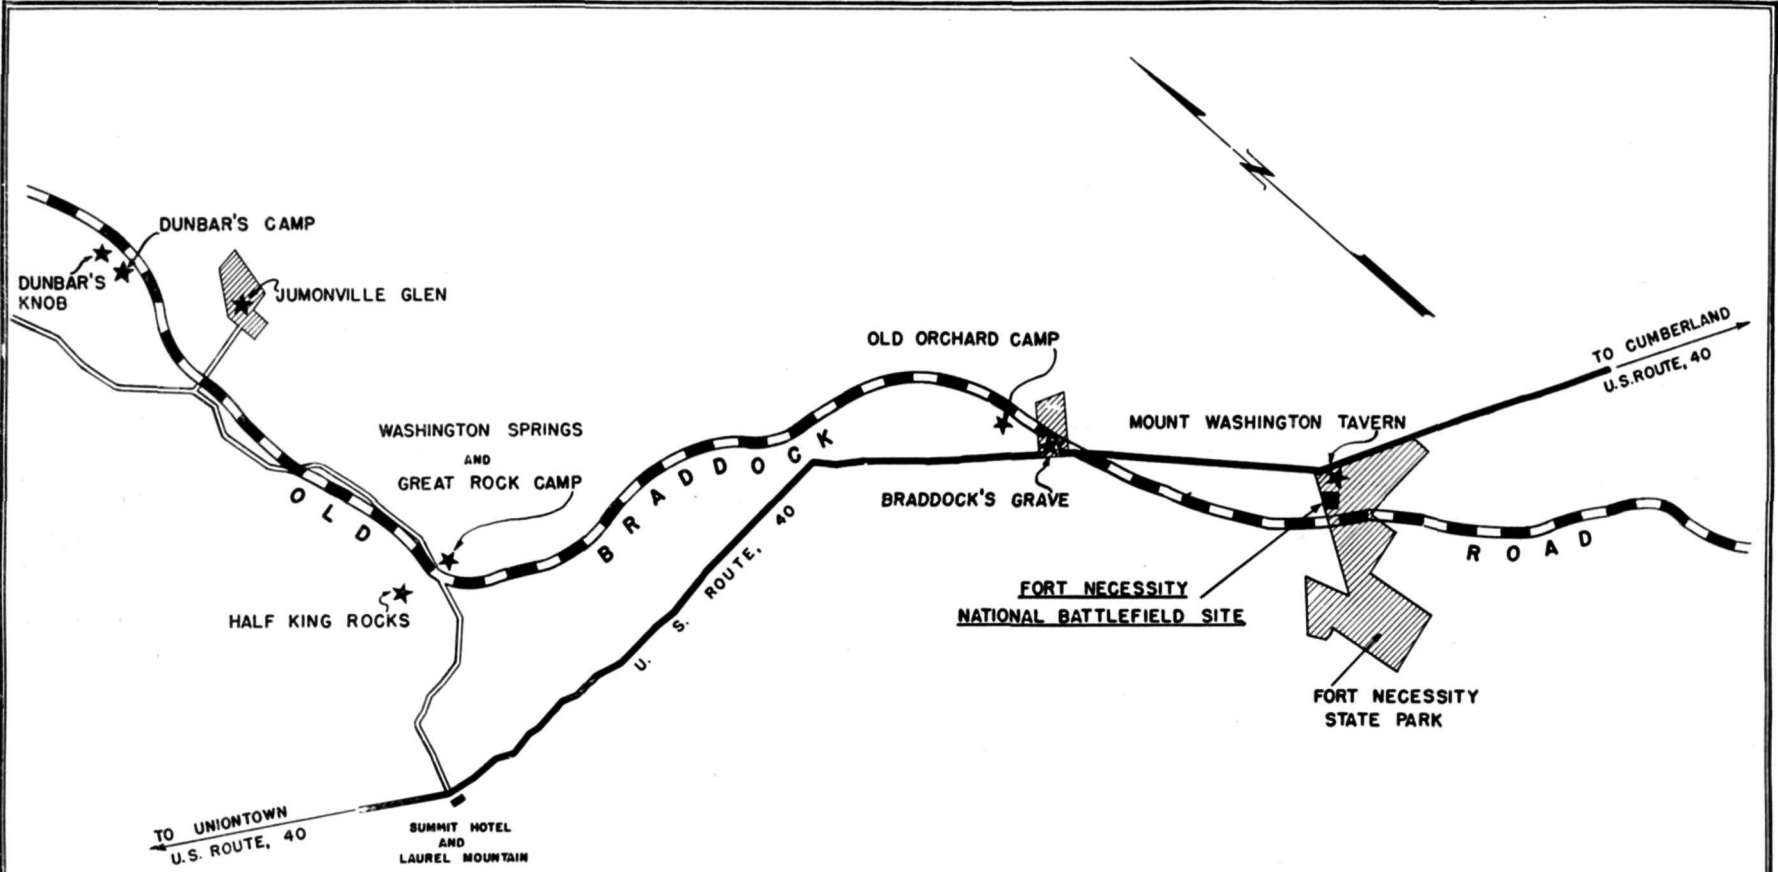 N
DUNBAR'S CAMP
DUNBAR'S
KNOB
JUMONVILLE GLEN
OLD ORCHARD CAMP
TO CUMBERLAND
U.S. ROUTE, 40
MOUNT WASHINGTON TAVERN
WASHINGTON SPRINGS
AND
GREAT ROCK CAMP
BRADDOCK'S GRAVE
OLD BRADDOCK ROAD
U. S. ROUTE, 40
FORT NECESSITY
NATIONAL BATTLEFIELD SITE
HALF KING ROCKS
FORT NECESSITY
STATE PARK
TO UNIONTOWN
U.S. ROUTE, 40
SUMMIT HOTEL
AND
LAUREL MOUNTAIN